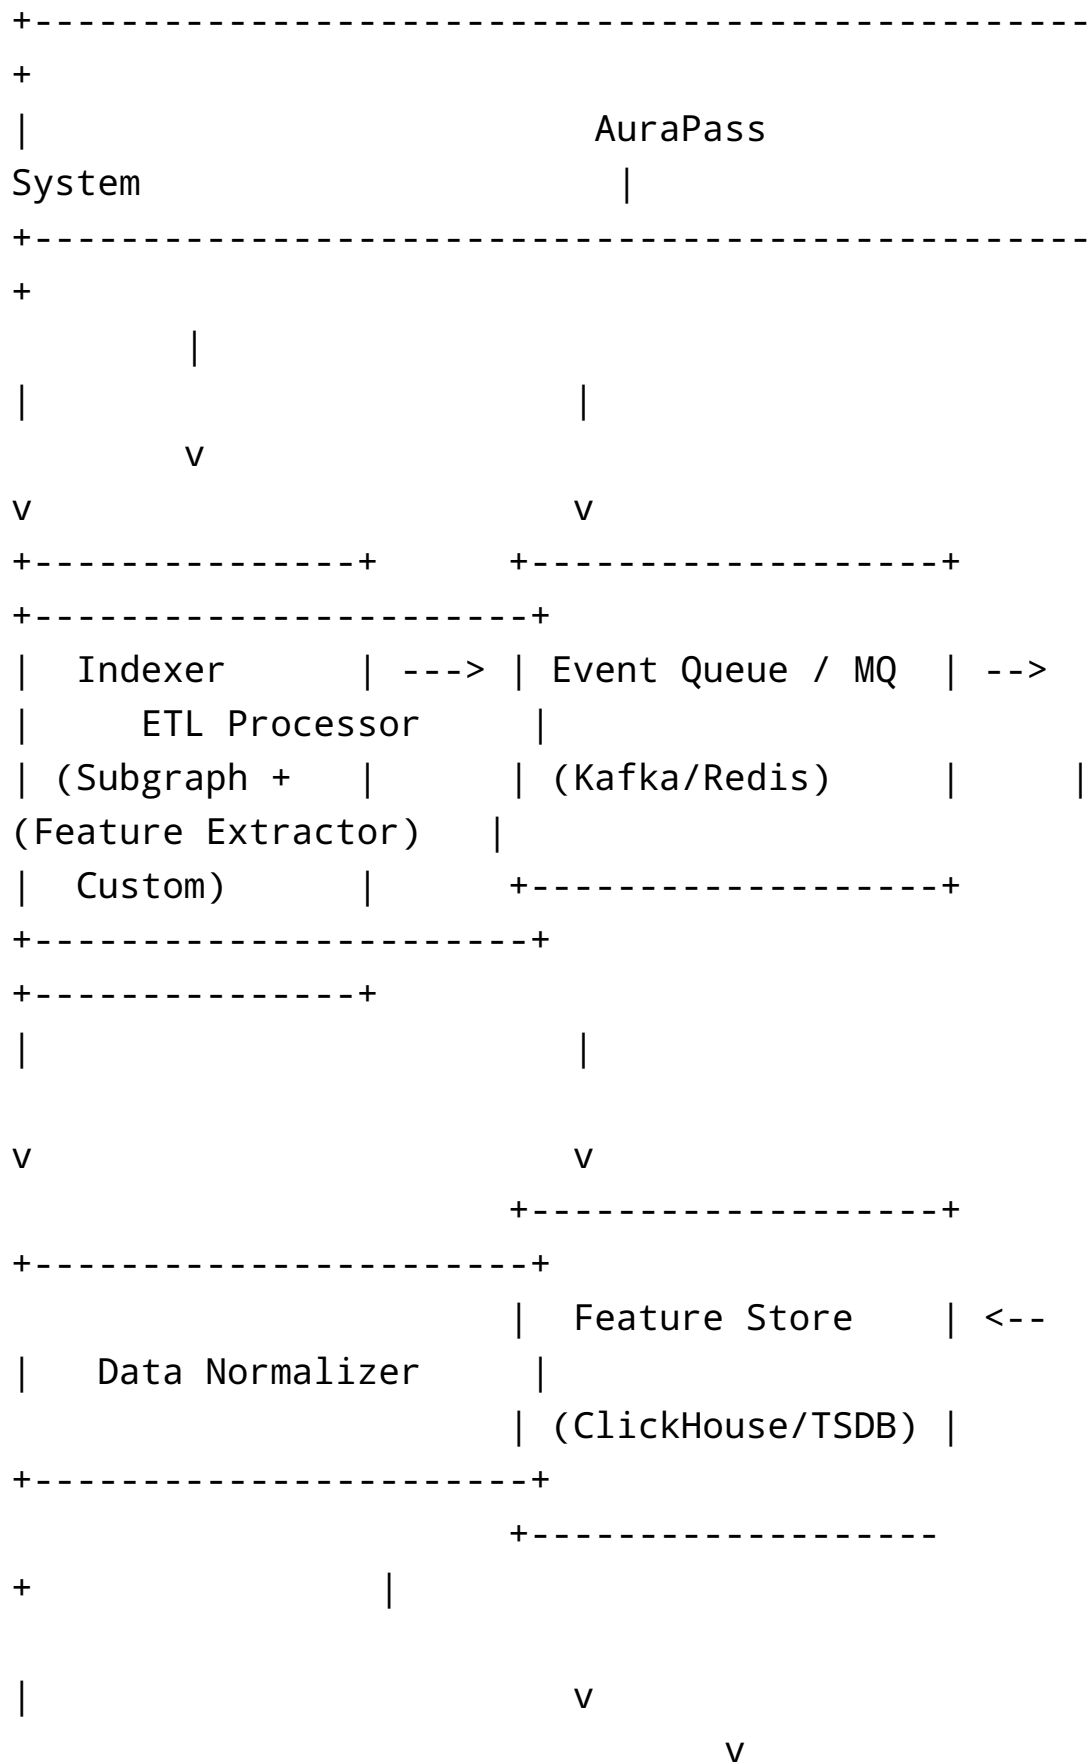 +-------------------------------------------------
+
|                          AuraPass
System                      |
+-------------------------------------------------
+
        |
|                         |
        v
v                         v
+---------------+      +-------------------+
+-----------------------+
|  Indexer      | ---> | Event Queue / MQ  | -->
|     ETL Processor     |
| (Subgraph +   |      | (Kafka/Redis)     |     |
(Feature Extractor)   |
|  Custom)      |      +-------------------+
+-----------------------+
+---------------+
|                         |
v                         v
                       +-------------------+
+-----------------------+
                       |  Feature Store    | <--
|   Data Normalizer     |
                       | (ClickHouse/TSDB) |
+-----------------------+
                       +-------------------
+                |
|                         v
                                 v